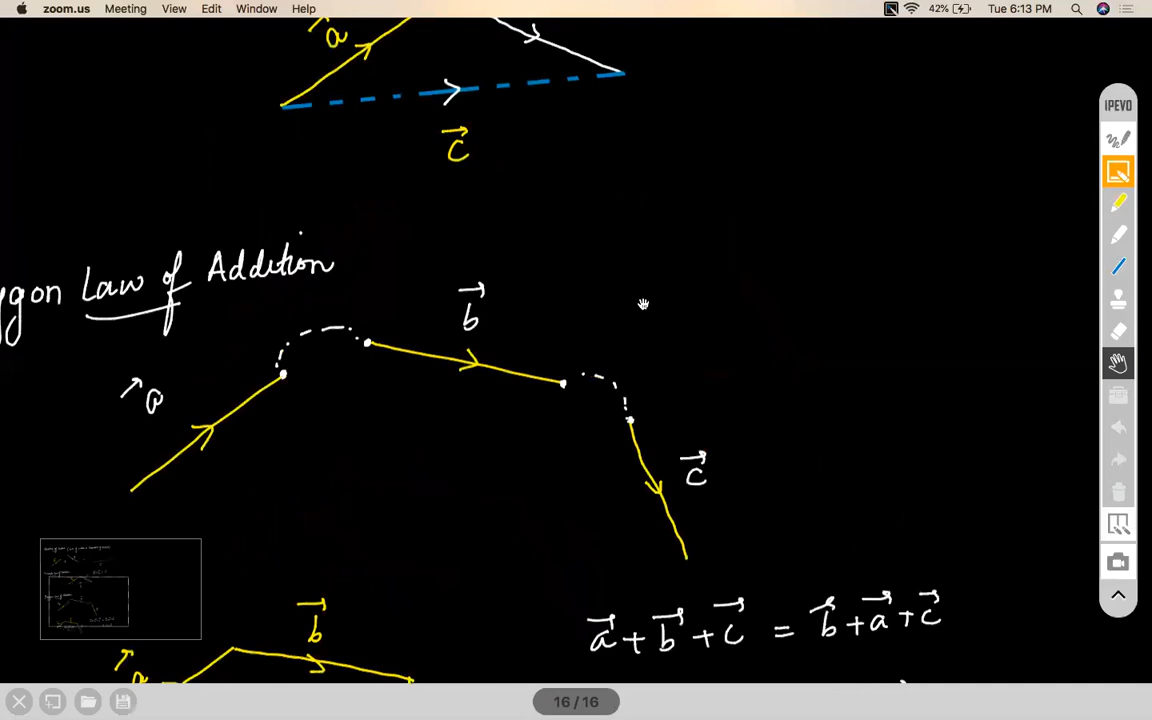 zoom.us Meeting View Edit Window Help 42% Tue 6:13 PM
a
c
IPEVO
ygon Law of Addition
b
a
c
b
a
a + b + c = b + a + c
16 / 16